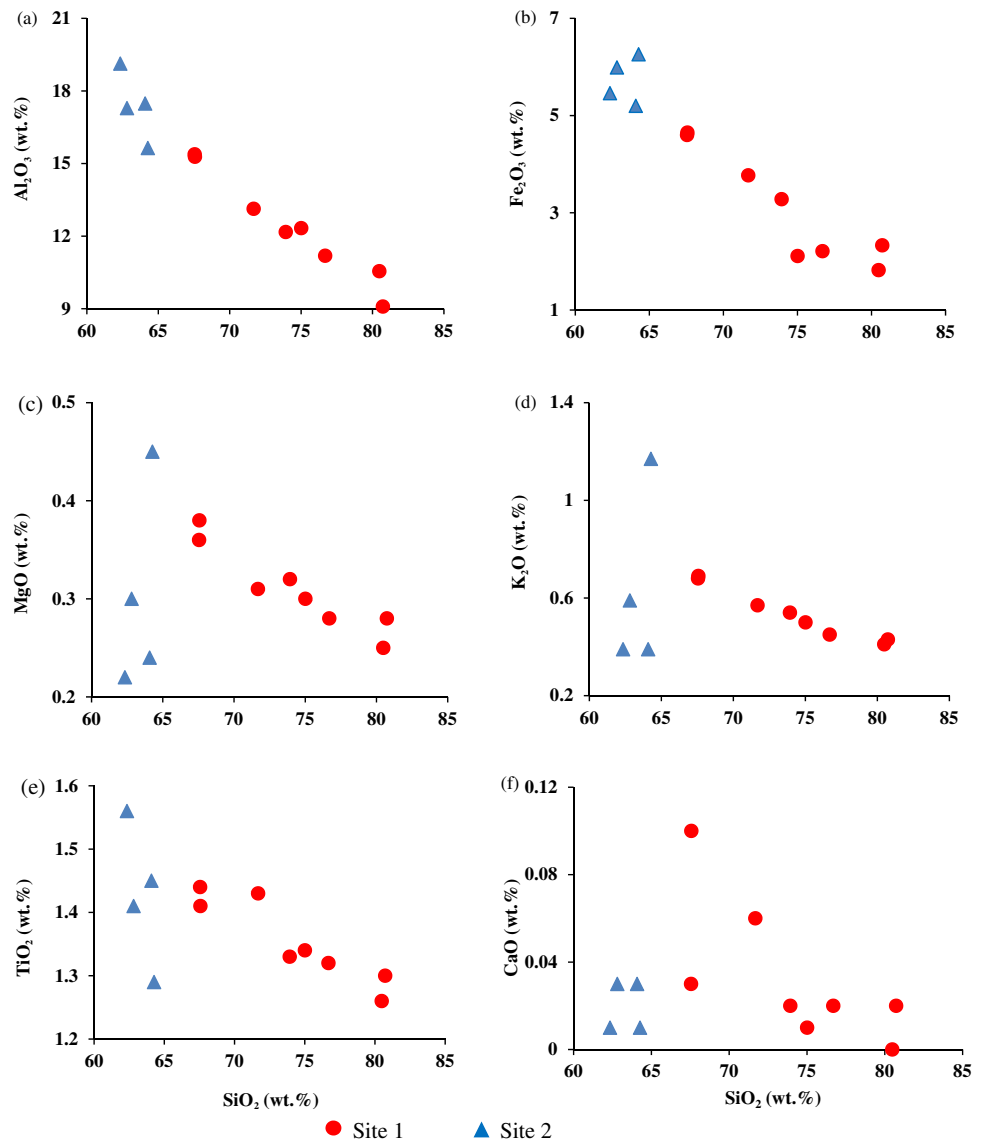 (a)
21
18
15
12
9
Al₂O₃ (wt.%)
60 65 70 75 80 85
(b)
7
5
3
1
Fe₂O₃ (wt.%)
60 65 70 75 80 85
(c)
0.5
0.4
0.3
0.2
MgO (wt.%)
60 65 70 75 80 85
(d)
1.4
1
0.6
0.2
K₂O (wt.%)
60 65 70 75 80 85
(e)
1.6
1.5
1.4
1.3
1.2
TiO₂ (wt.%)
60 65 70 75 80 85
SiO₂ (wt.%)
(f)
0.12
0.08
0.04
0
CaO (wt.%)
60 65 70 75 80 85
SiO₂ (wt.%)
Site 1 Site 2